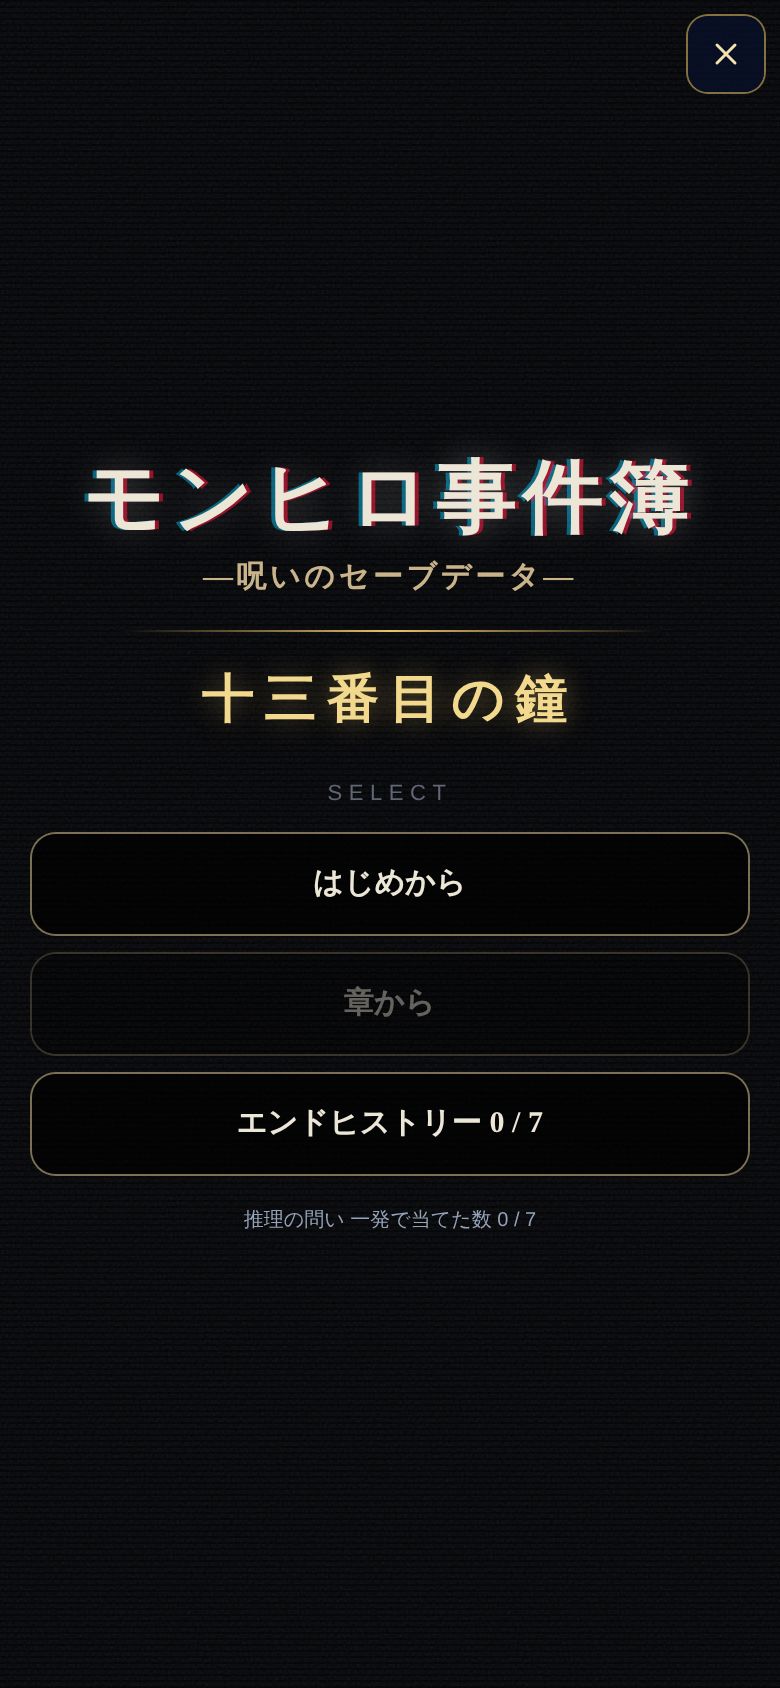 モンヒロ事件簿
―呪いのセーブデータ―
十三番目の鐘
SELECT
はじめから
章から
エンドヒストリー 0 / 7
推理の問い 一発で当てた数 0 / 7